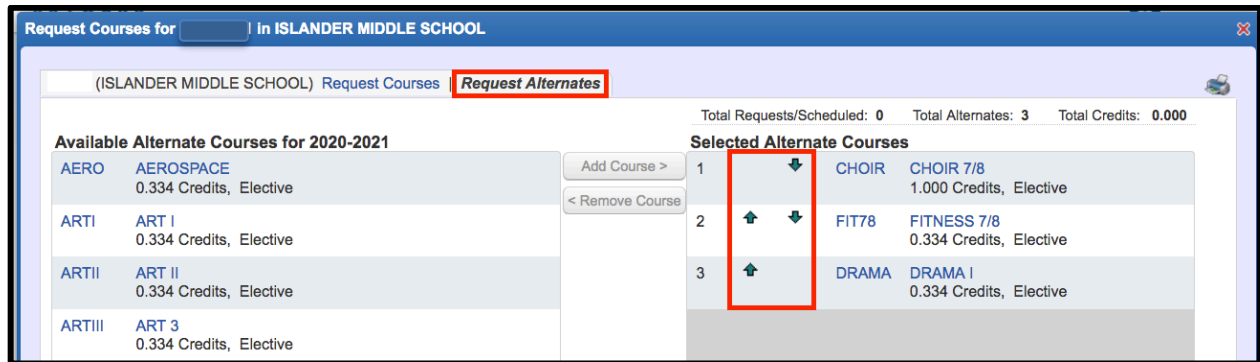 Request Courses for in ISLANDER MIDDLE SCHOOL
(ISLANDER MIDDLE SCHOOL) Request Courses | Request Alternates
Total Requests/Scheduled: 0 Total Alternates: 3 Total Credits: 0.000
Available Alternate Courses for 2020-2021
AERO AEROSPACE
0.334 Credits, Elective
ARTI ART I
0.334 Credits, Elective
ARTII ART II
0.334 Credits, Elective
ARTIII ART 3
0.334 Credits, Elective
Add Course >
< Remove Course
Selected Alternate Courses
1 CHOIR CHOIR 7/8
1.000 Credits, Elective
2 FIT78 FITNESS 7/8
0.334 Credits, Elective
3 DRAMA DRAMA I
0.334 Credits, Elective